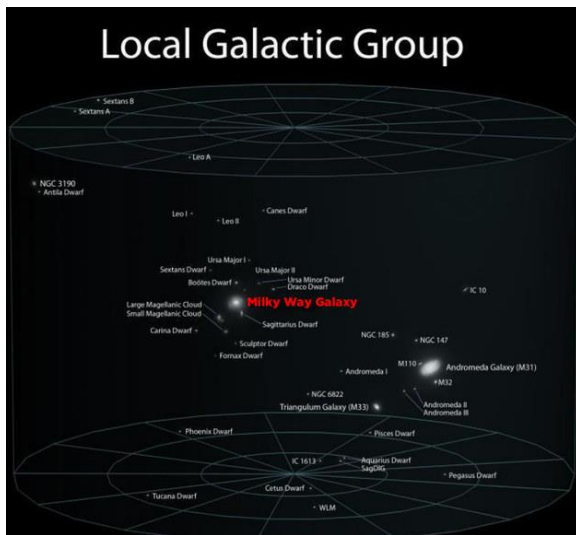 Local Galactic Group
Sextans B
Sextans A
Leo A
NGC 3190
Antila Dwarf
Leo I
Leo II
Canes Dwarf
Ursa Major I
Ursa Major II
Sextans Dwarf
Boötes Dwarf
Ursa Minor Dwarf
Draco Dwarf
IC 10
Milky Way Galaxy
Large Magellanic Cloud
Small Magellanic Cloud
Sagittarius Dwarf
Carina Dwarf
Sculptor Dwarf
Fornax Dwarf
NGC 185
NGC 147
M110
Andromeda Galaxy (M31)
Andromeda I
M32
NGC 6822
Andromeda II
Andromeda III
Triangulum Galaxy (M33)
Phoenix Dwarf
Pisces Dwarf
IC 1613
Aquarius Dwarf
SagDIG
Pegasus Dwarf
Cetus Dwarf
Tucana Dwarf
WLM